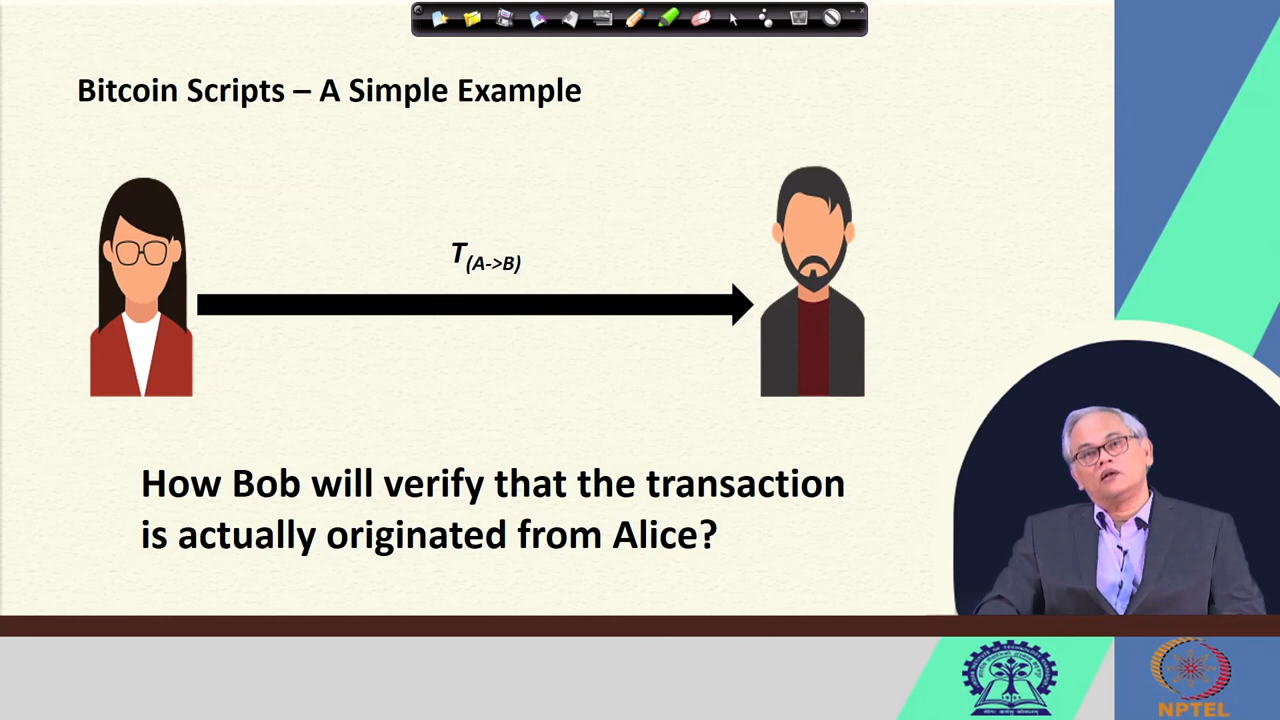 Bitcoin Scripts – A Simple Example
T(A->B)
How Bob will verify that the transaction
is actually originated from Alice?
NPTEL